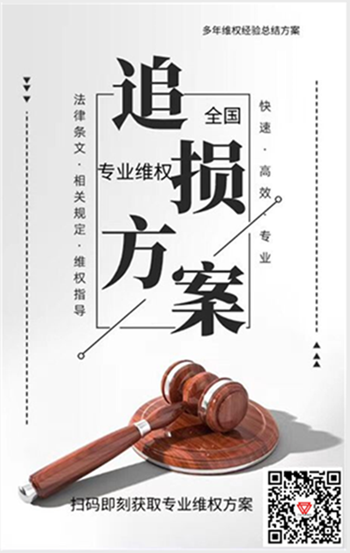 多年维权经验总结方案
追损方案
全国
专业维权
快速·高效·专业
法律条文·相关规定·维权指导
扫码即刻获取专业维权方案